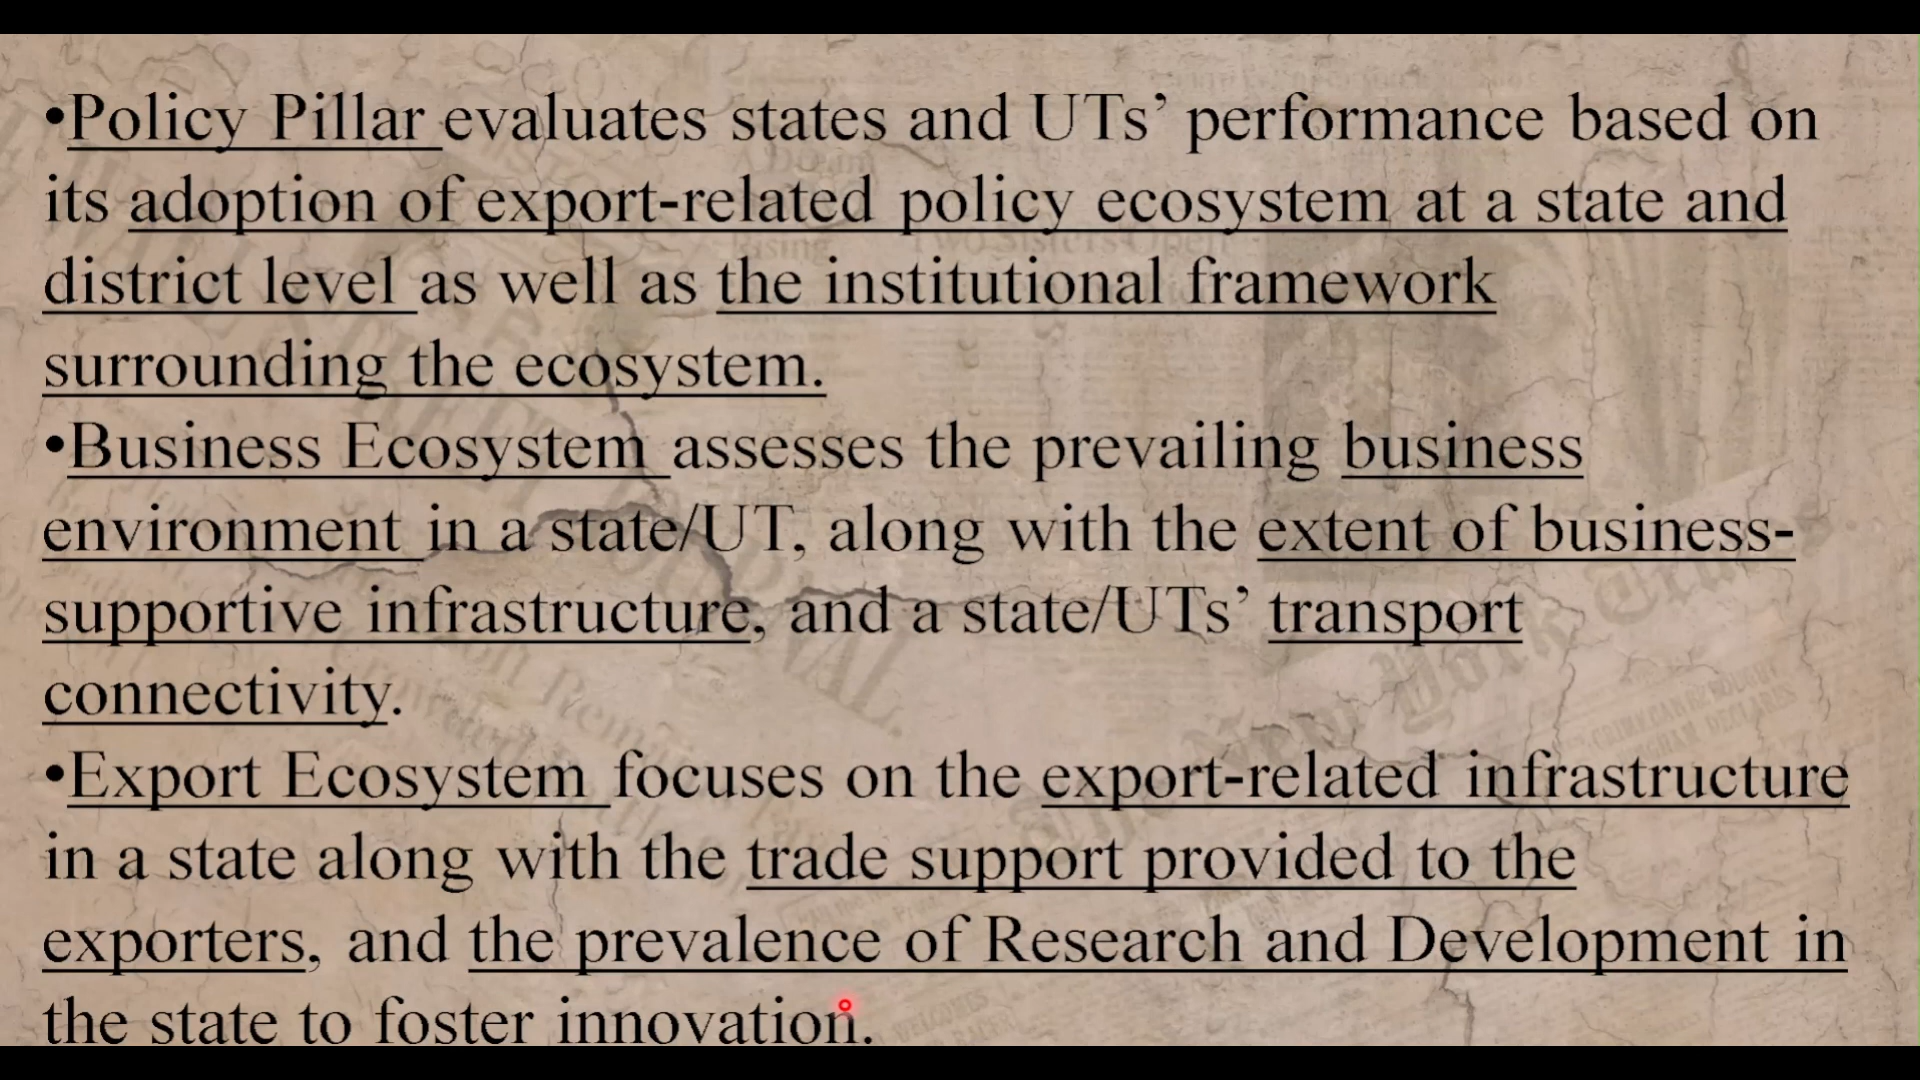 •Policy Pillar evaluates states and UTs’ performance based on
its adoption of export-related policy ecosystem at a state and
district level as well as the institutional framework
surrounding the ecosystem.
•Business Ecosystem assesses the prevailing business
environment in a state/UT, along with the extent of business-
supportive infrastructure, and a state/UTs’ transport
connectivity.
•Export Ecosystem focuses on the export-related infrastructure
in a state along with the trade support provided to the
exporters, and the prevalence of Research and Development in
the state to foster innovation.